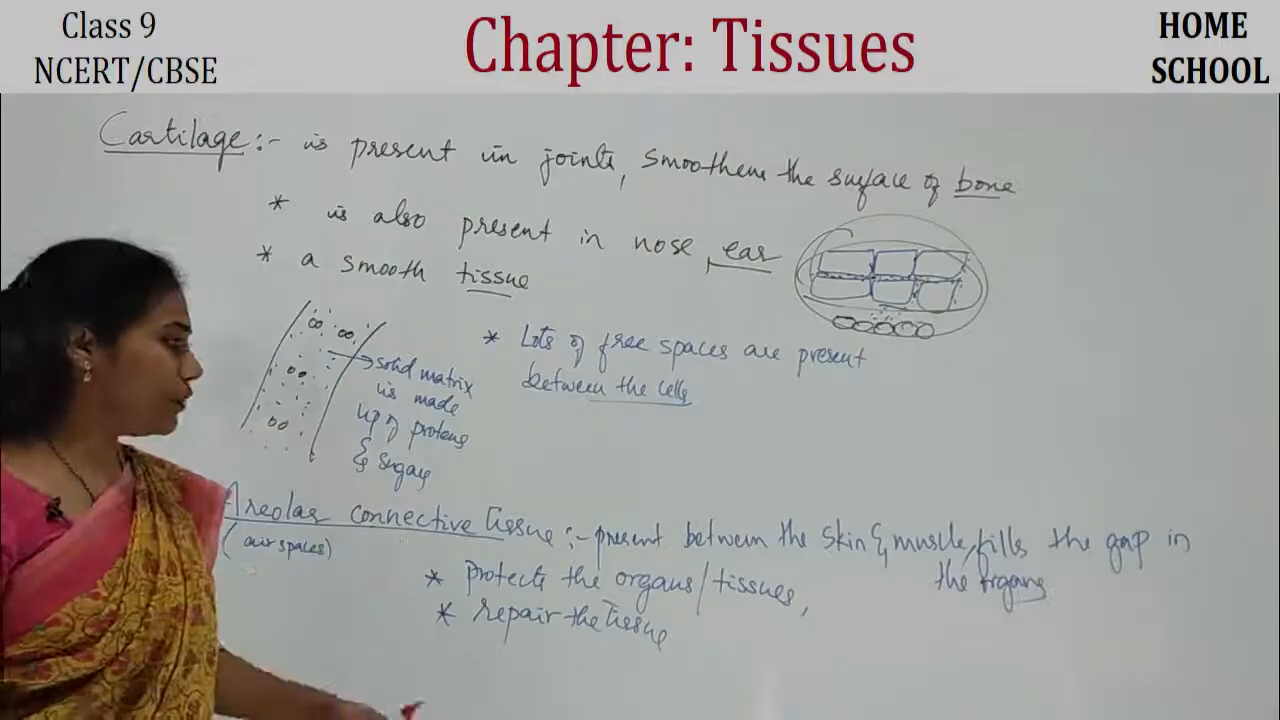 Class 9
NCERT/CBSE
Chapter: Tissues
HOME
SCHOOL
Cartilage:- is present in joints, smoothens the surface of bone
* is also present in nose, ear
* a smooth tissue
* Lots of free spaces are present
between the cells
solid matrix
is made
up of proteins
& sugars
Areolar connective Tissue:- present between the skin & muscle, fills the gap in
the organs
(air spaces)
* protects the organs/tissues,
* repair the Tissue